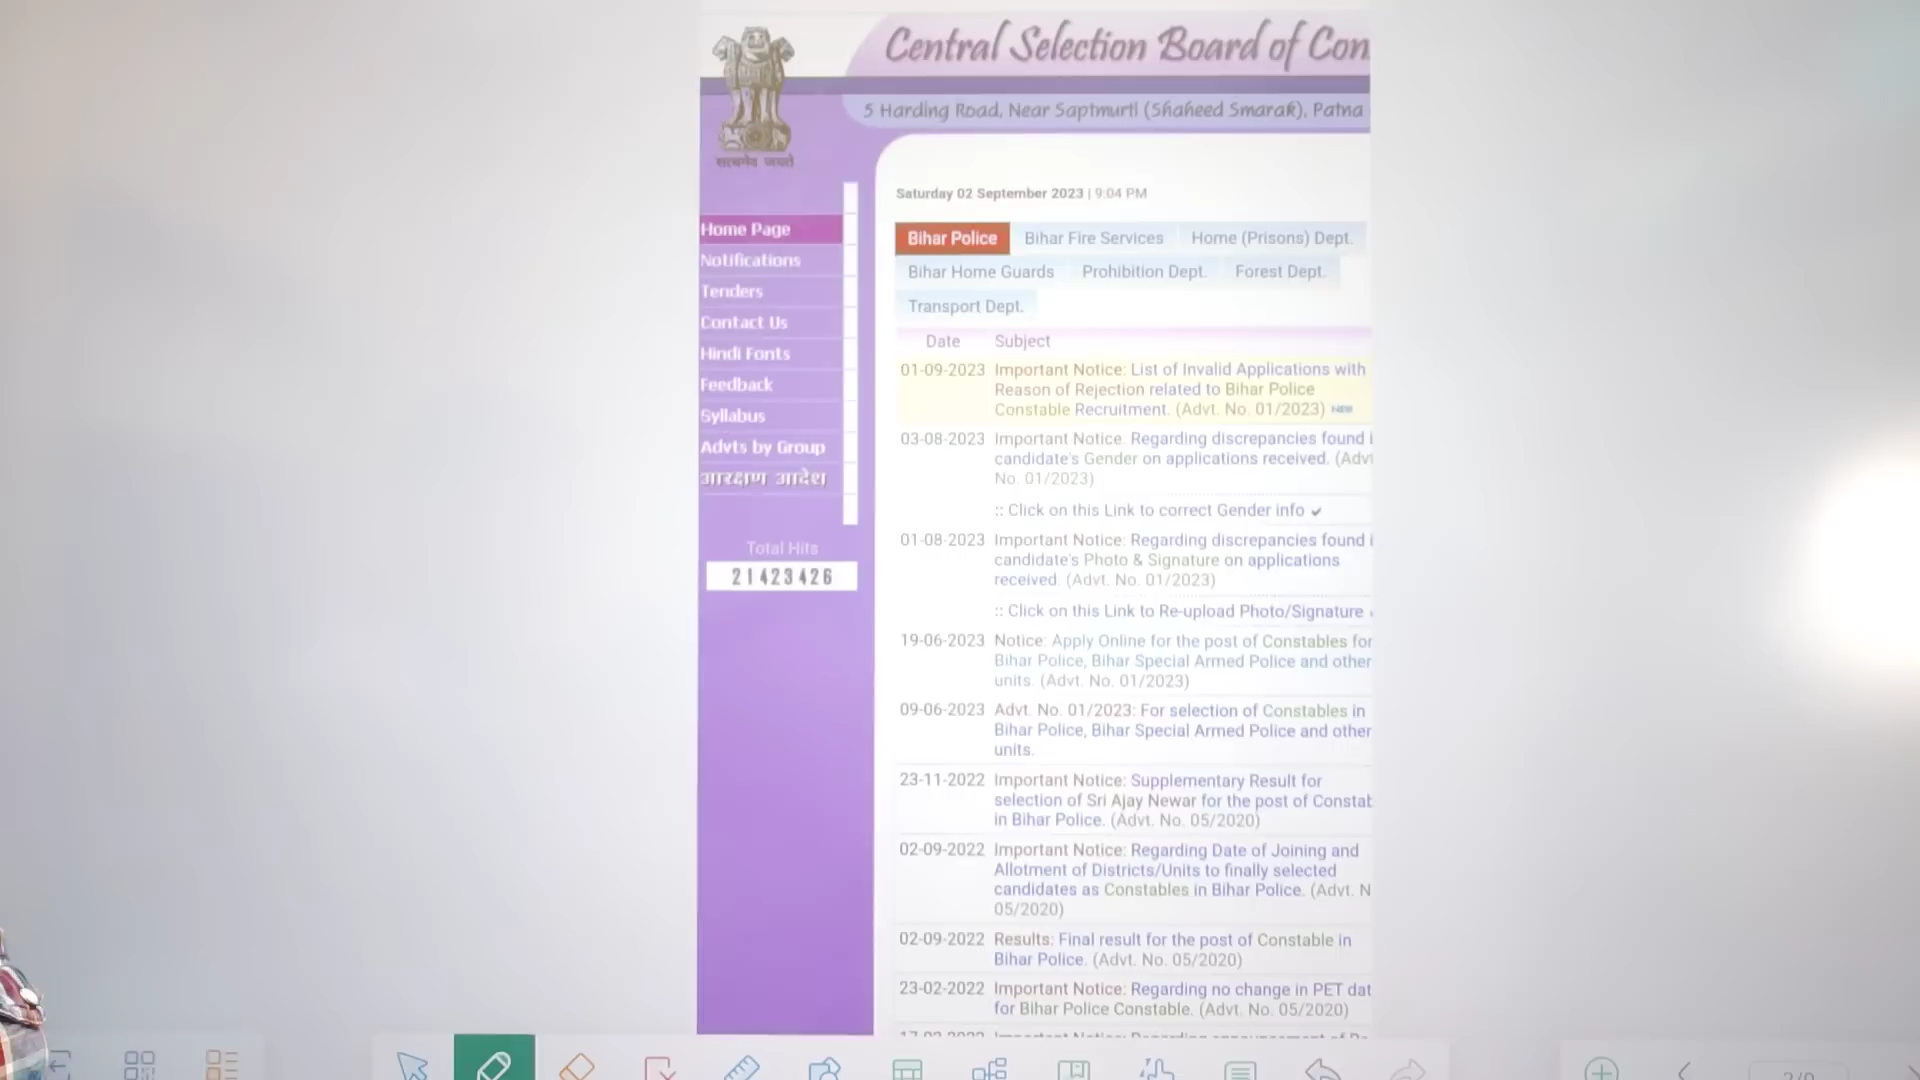 Central Selection Board of Con
5 Harding Road, Near Saptmurti (Shaheed Smarak), Patna
सत्यमेव जयते
Saturday 02 September 2023 | 9:04 PM
Home Page
Notifications
Tenders
Contact Us
Hindi Fonts
Feedback
Syllabus
Advts by Group
आरक्षण आदेश
Total Hits
21423426
Bihar Police Bihar Fire Services Home (Prisons) Dept.
Bihar Home Guards Prohibition Dept. Forest Dept.
Transport Dept.
Date Subject
01-09-2023 Important Notice: List of Invalid Applications with
Reason of Rejection related to Bihar Police
Constable Recruitment. (Advt. No. 01/2023) NEW
03-08-2023 Important Notice: Regarding discrepancies found i
candidate's Gender on applications received. (Advt
No. 01/2023)
:: Click on this Link to correct Gender info ✔
01-08-2023 Important Notice: Regarding discrepancies found i
candidate's Photo & Signature on applications
received. (Advt. No. 01/2023)
:: Click on this Link to Re-upload Photo/Signature
19-06-2023 Notice: Apply Online for the post of Constables for
Bihar Police, Bihar Special Armed Police and other
units. (Advt. No. 01/2023)
09-06-2023 Advt. No. 01/2023: For selection of Constables in
Bihar Police, Bihar Special Armed Police and other
units.
23-11-2022 Important Notice: Supplementary Result for
selection of Sri Ajay Newar for the post of Constab
in Bihar Police. (Advt. No. 05/2020)
02-09-2022 Important Notice: Regarding Date of Joining and
Allotment of Districts/Units to finally selected
candidates as Constables in Bihar Police. (Advt. N
05/2020)
02-09-2022 Results: Final result for the post of Constable in
Bihar Police. (Advt. No. 05/2020)
23-02-2022 Important Notice: Regarding no change in PET dat
for Bihar Police Constable. (Advt. No. 05/2020)